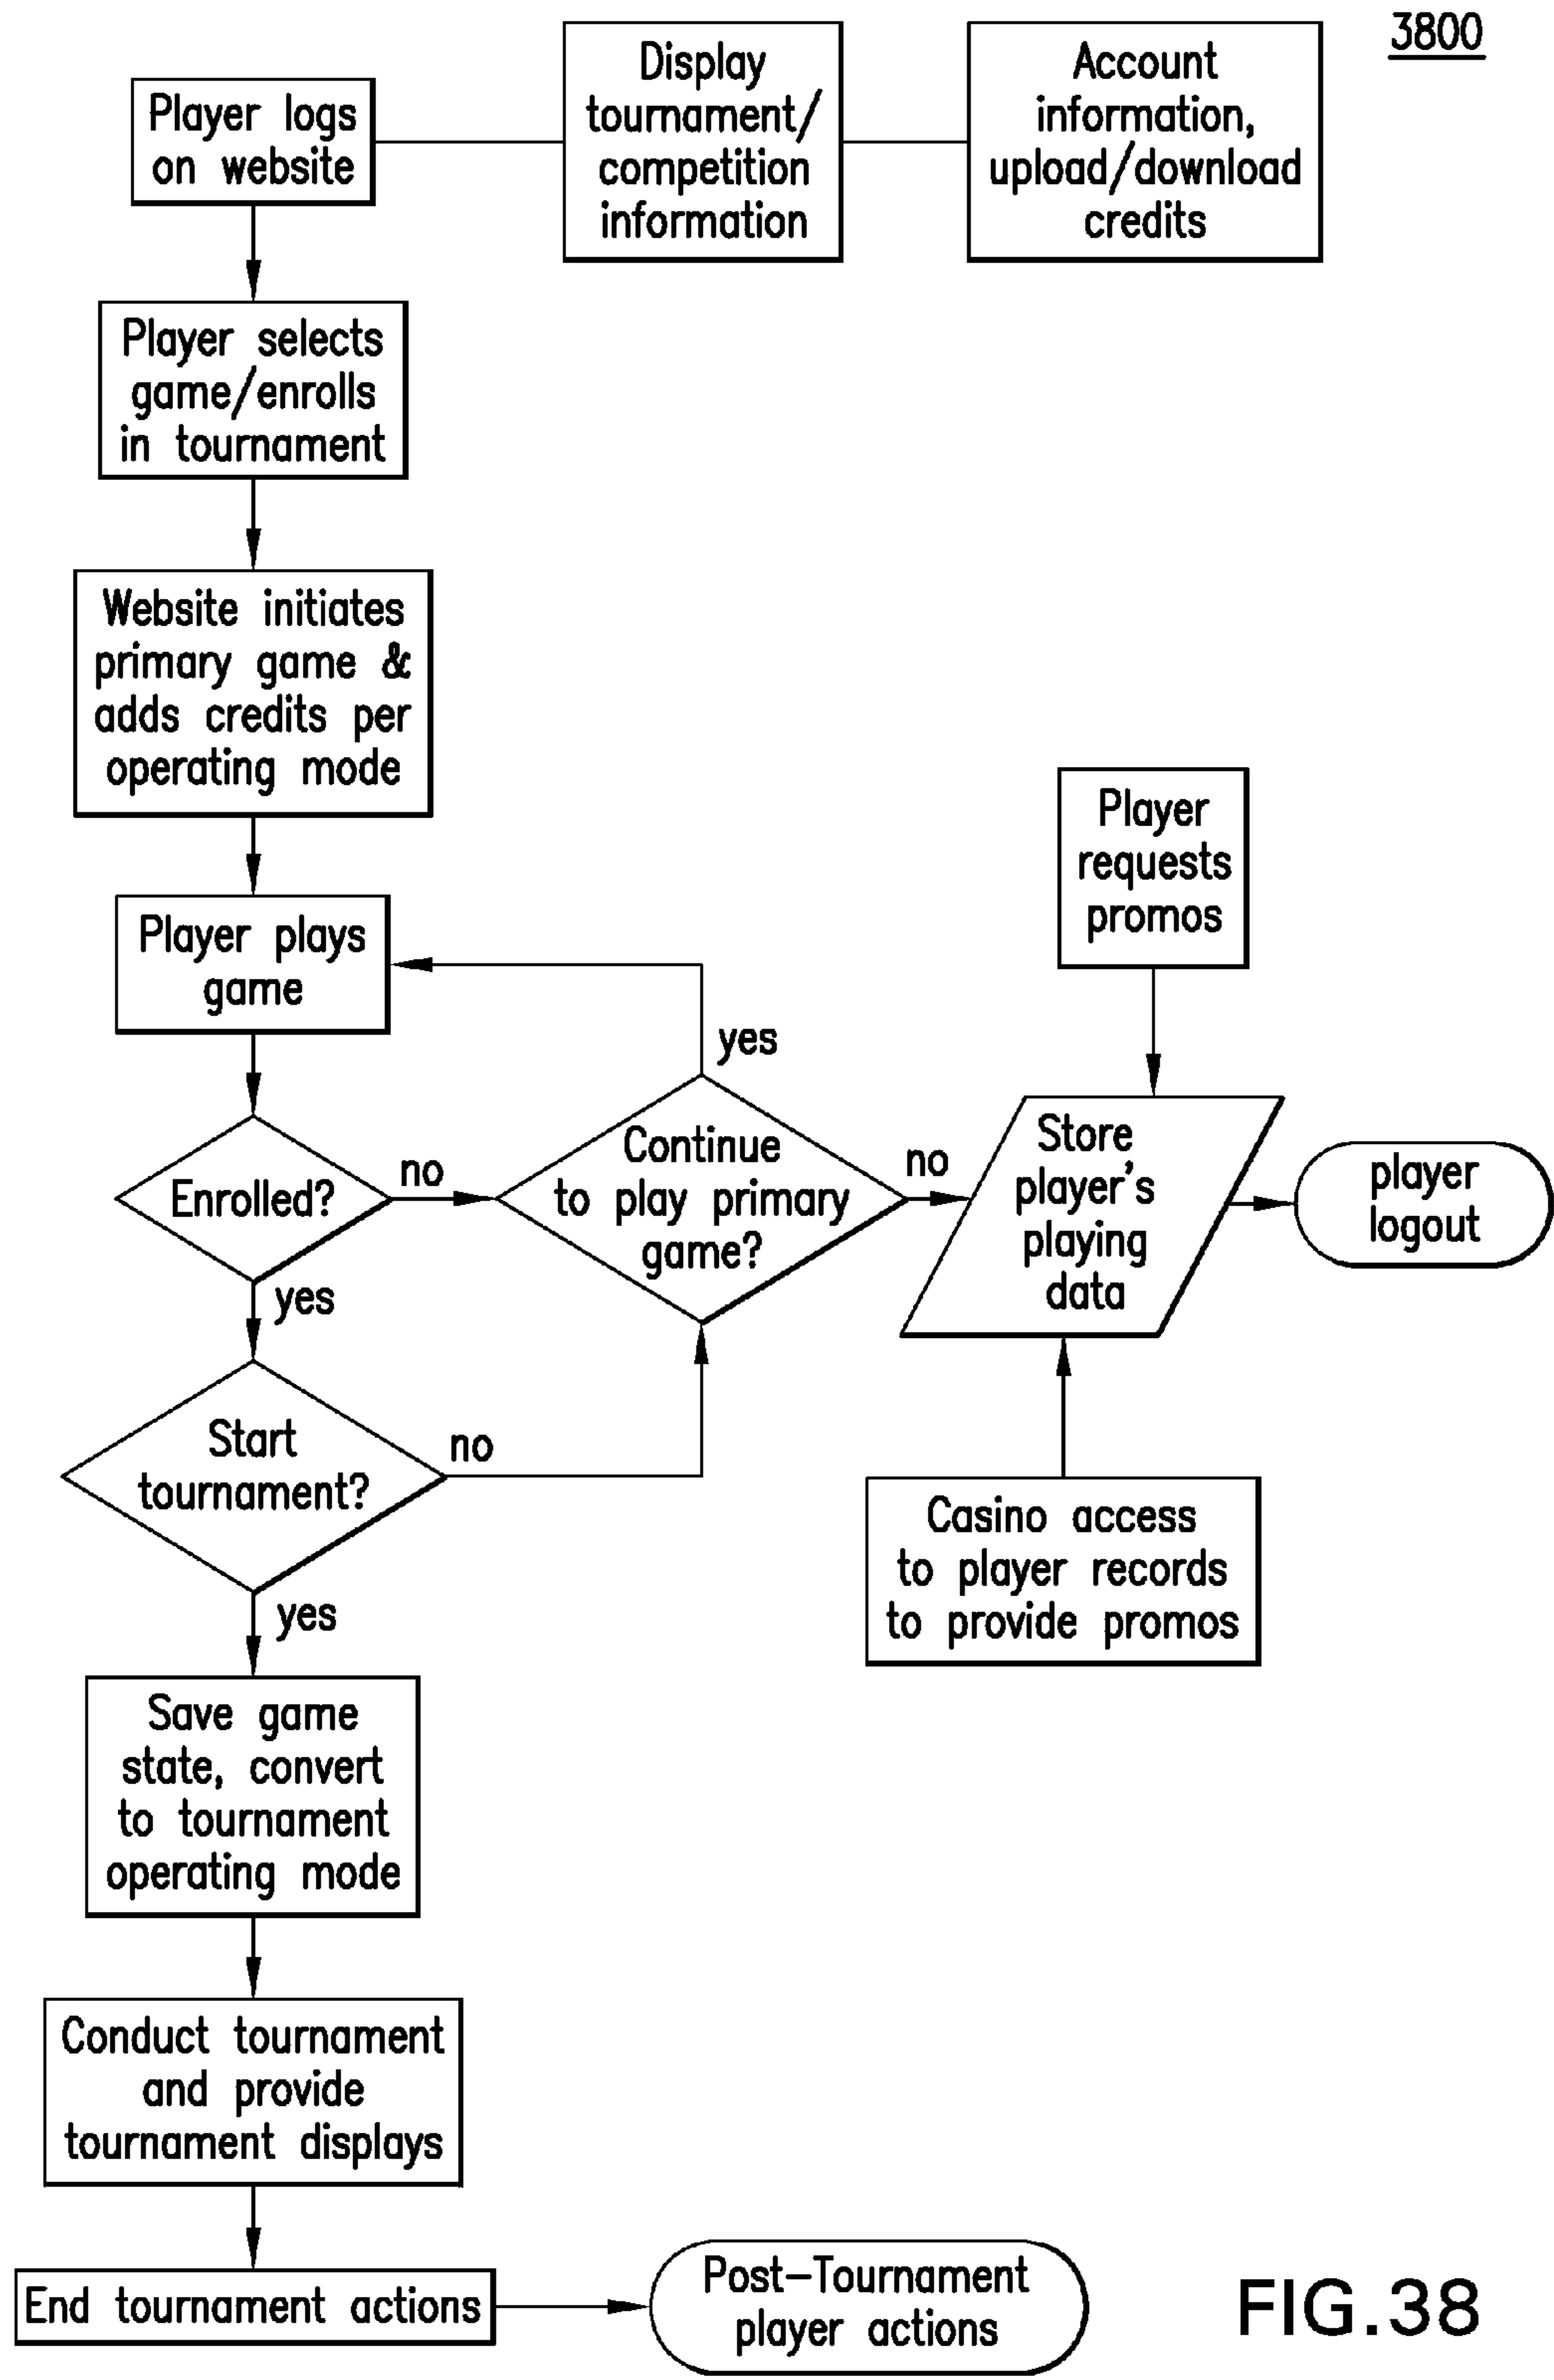 3800
Player logs
on website
Display
tournament/
competition
information
Account
information,
upload/download
credits
Player selects
game/enrolls
in tournament
Website initiates
primary game &
adds credits per
operating mode
Player plays
game
Player
requests
promos
yes
Enrolled?
no
Continue
to play primary
game?
no
Store
player's
playing
data
player
logout
yes
Start
tournament?
no
Casino access
to player records
to provide promos
yes
Save game
state, convert
to tournament
operating mode
Conduct tournament
and provide
tournament displays
End tournament actions
Post-Tournament
player actions
FIG.38